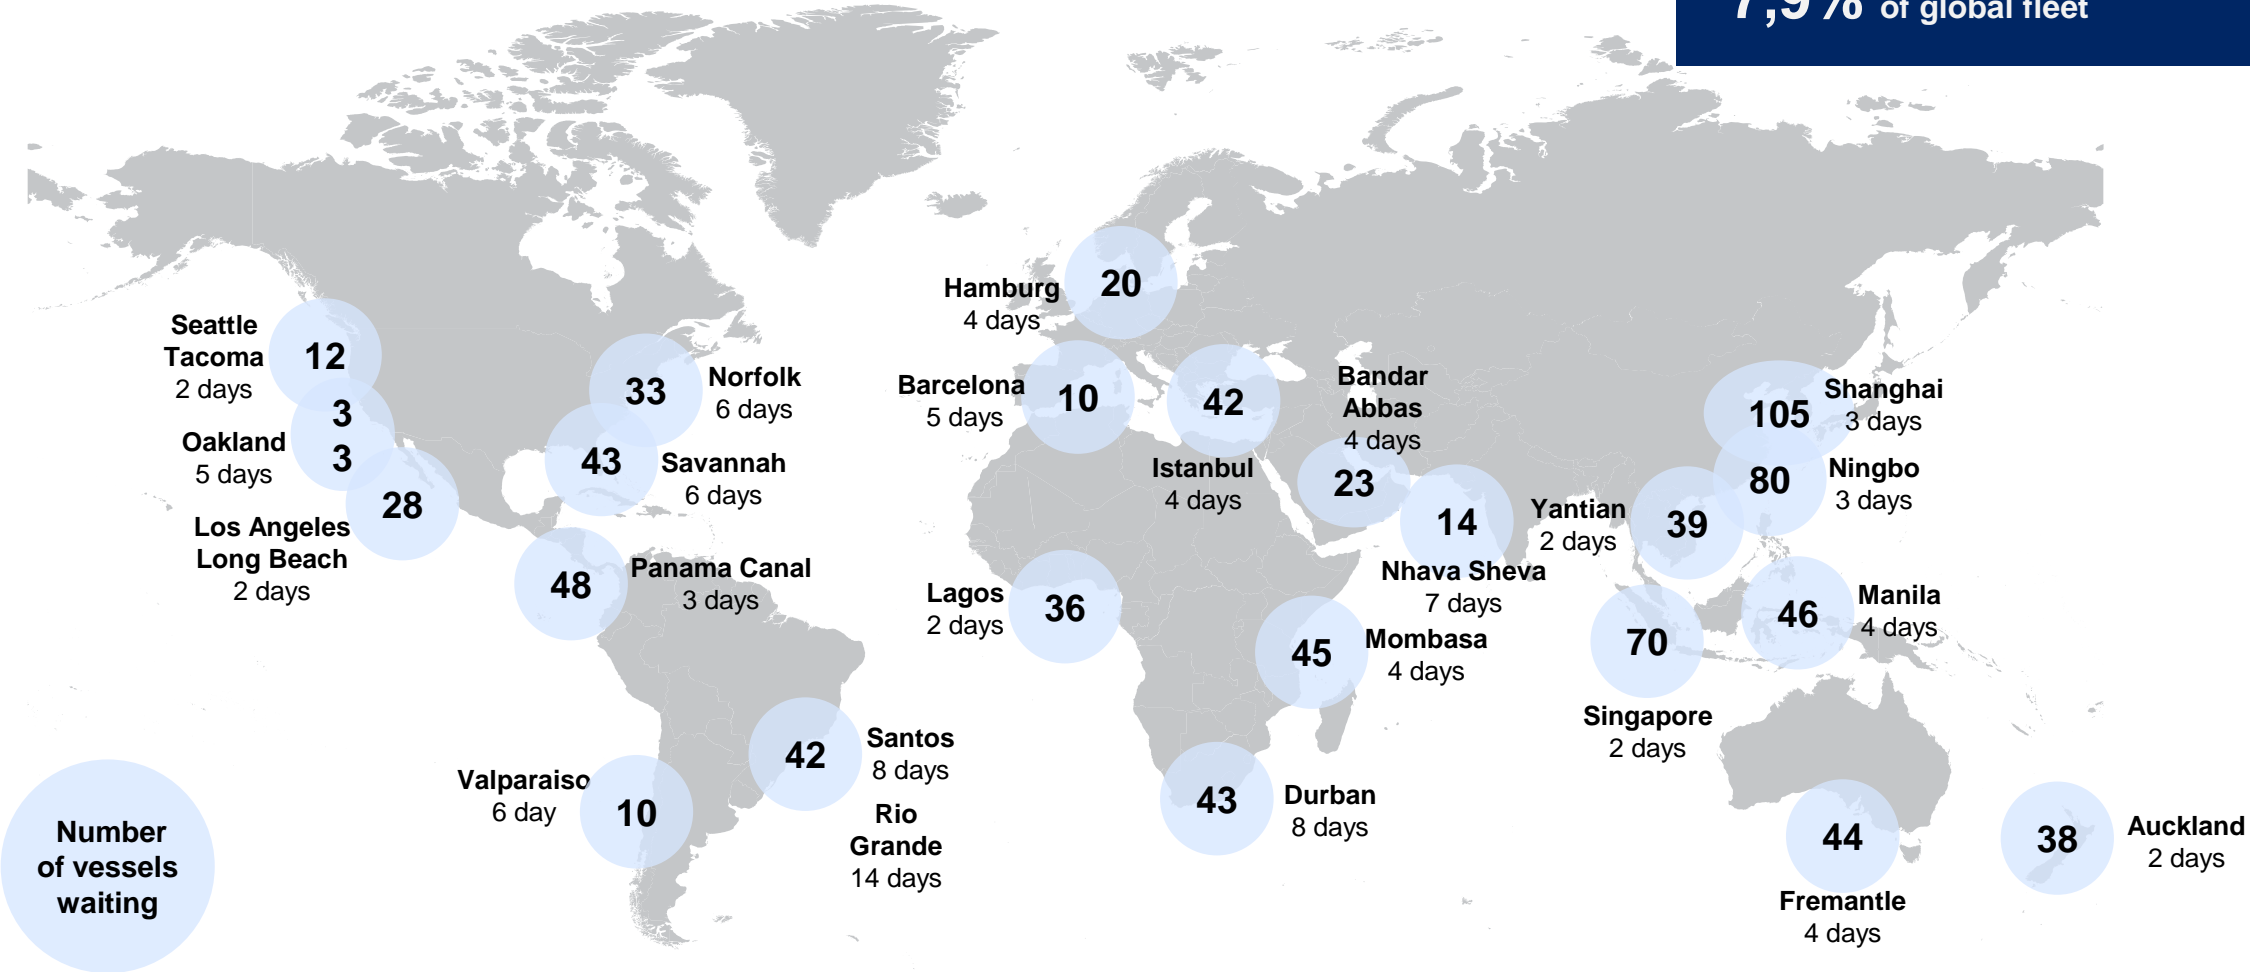 7,9% of global fleet
Seattle
Tacoma
2 days
12
3
3
Oakland
5 days
28
Los Angeles
Long Beach
2 days
33
Norfolk
6 days
43
Savannah
6 days
48
Panama Canal
3 days
42
Santos
8 days
Rio
Grande
14 days
Valparaiso
6 day
10
Number
of vessels
waiting
Hamburg
4 days
20
Barcelona
5 days
10
42
Istanbul
4 days
Bandar
Abbas
4 days
23
14
Nhava Sheva
7 days
Lagos
2 days
36
45
Mombasa
4 days
43
Durban
8 days
105
Shanghai
3 days
80
Ningbo
3 days
Yantian
2 days
39
46
Manila
4 days
70
Singapore
2 days
44
Fremantle
4 days
38
Auckland
2 days